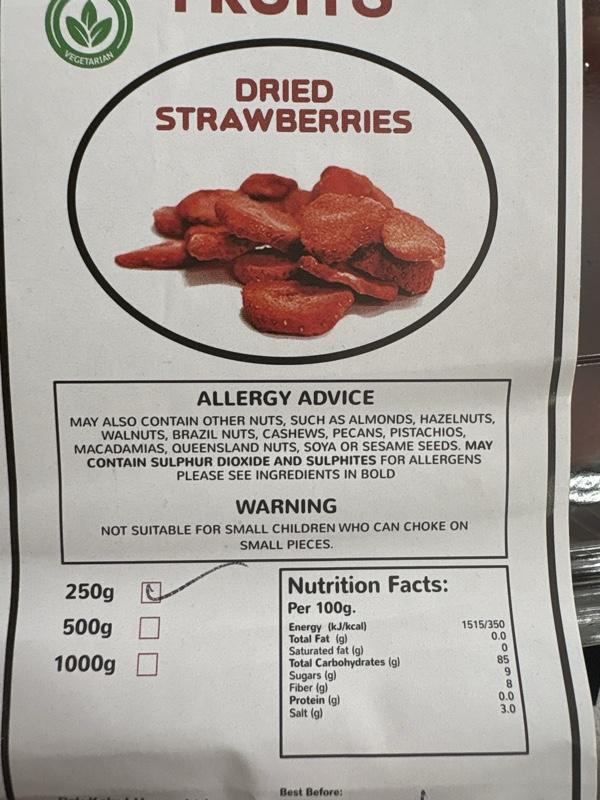 FRUITS
VEGETARIAN
DRIED
STRAWBERRIES
ALLERGY ADVICE
MAY ALSO CONTAIN OTHER NUTS, SUCH AS ALMONDS, HAZELNUTS,
WALNUTS, BRAZIL NUTS, CASHEWS, PECANS, PISTACHIOS,
MACADAMIAS, QUEENSLAND NUTS, SOYA OR SESAME SEEDS. MAY
CONTAIN SULPHUR DIOXIDE AND SULPHITES FOR ALLERGENS
PLEASE SEE INGREDIENTS IN BOLD
WARNING
NOT SUITABLE FOR SMALL CHILDREN WHO CAN CHOKE ON
SMALL PIECES.
250g
500g
1000g
Nutrition Facts:
Per 100g.
Energy (kJ/kcal) 1515/350
Total Fat (g) 0.0
Saturated fat (g) 0
Total Carbohydrates (g) 85
Sugars (g) 9
Fiber (g) 8
Protein (g) 0.0
Salt (g) 3.0
Best Before: